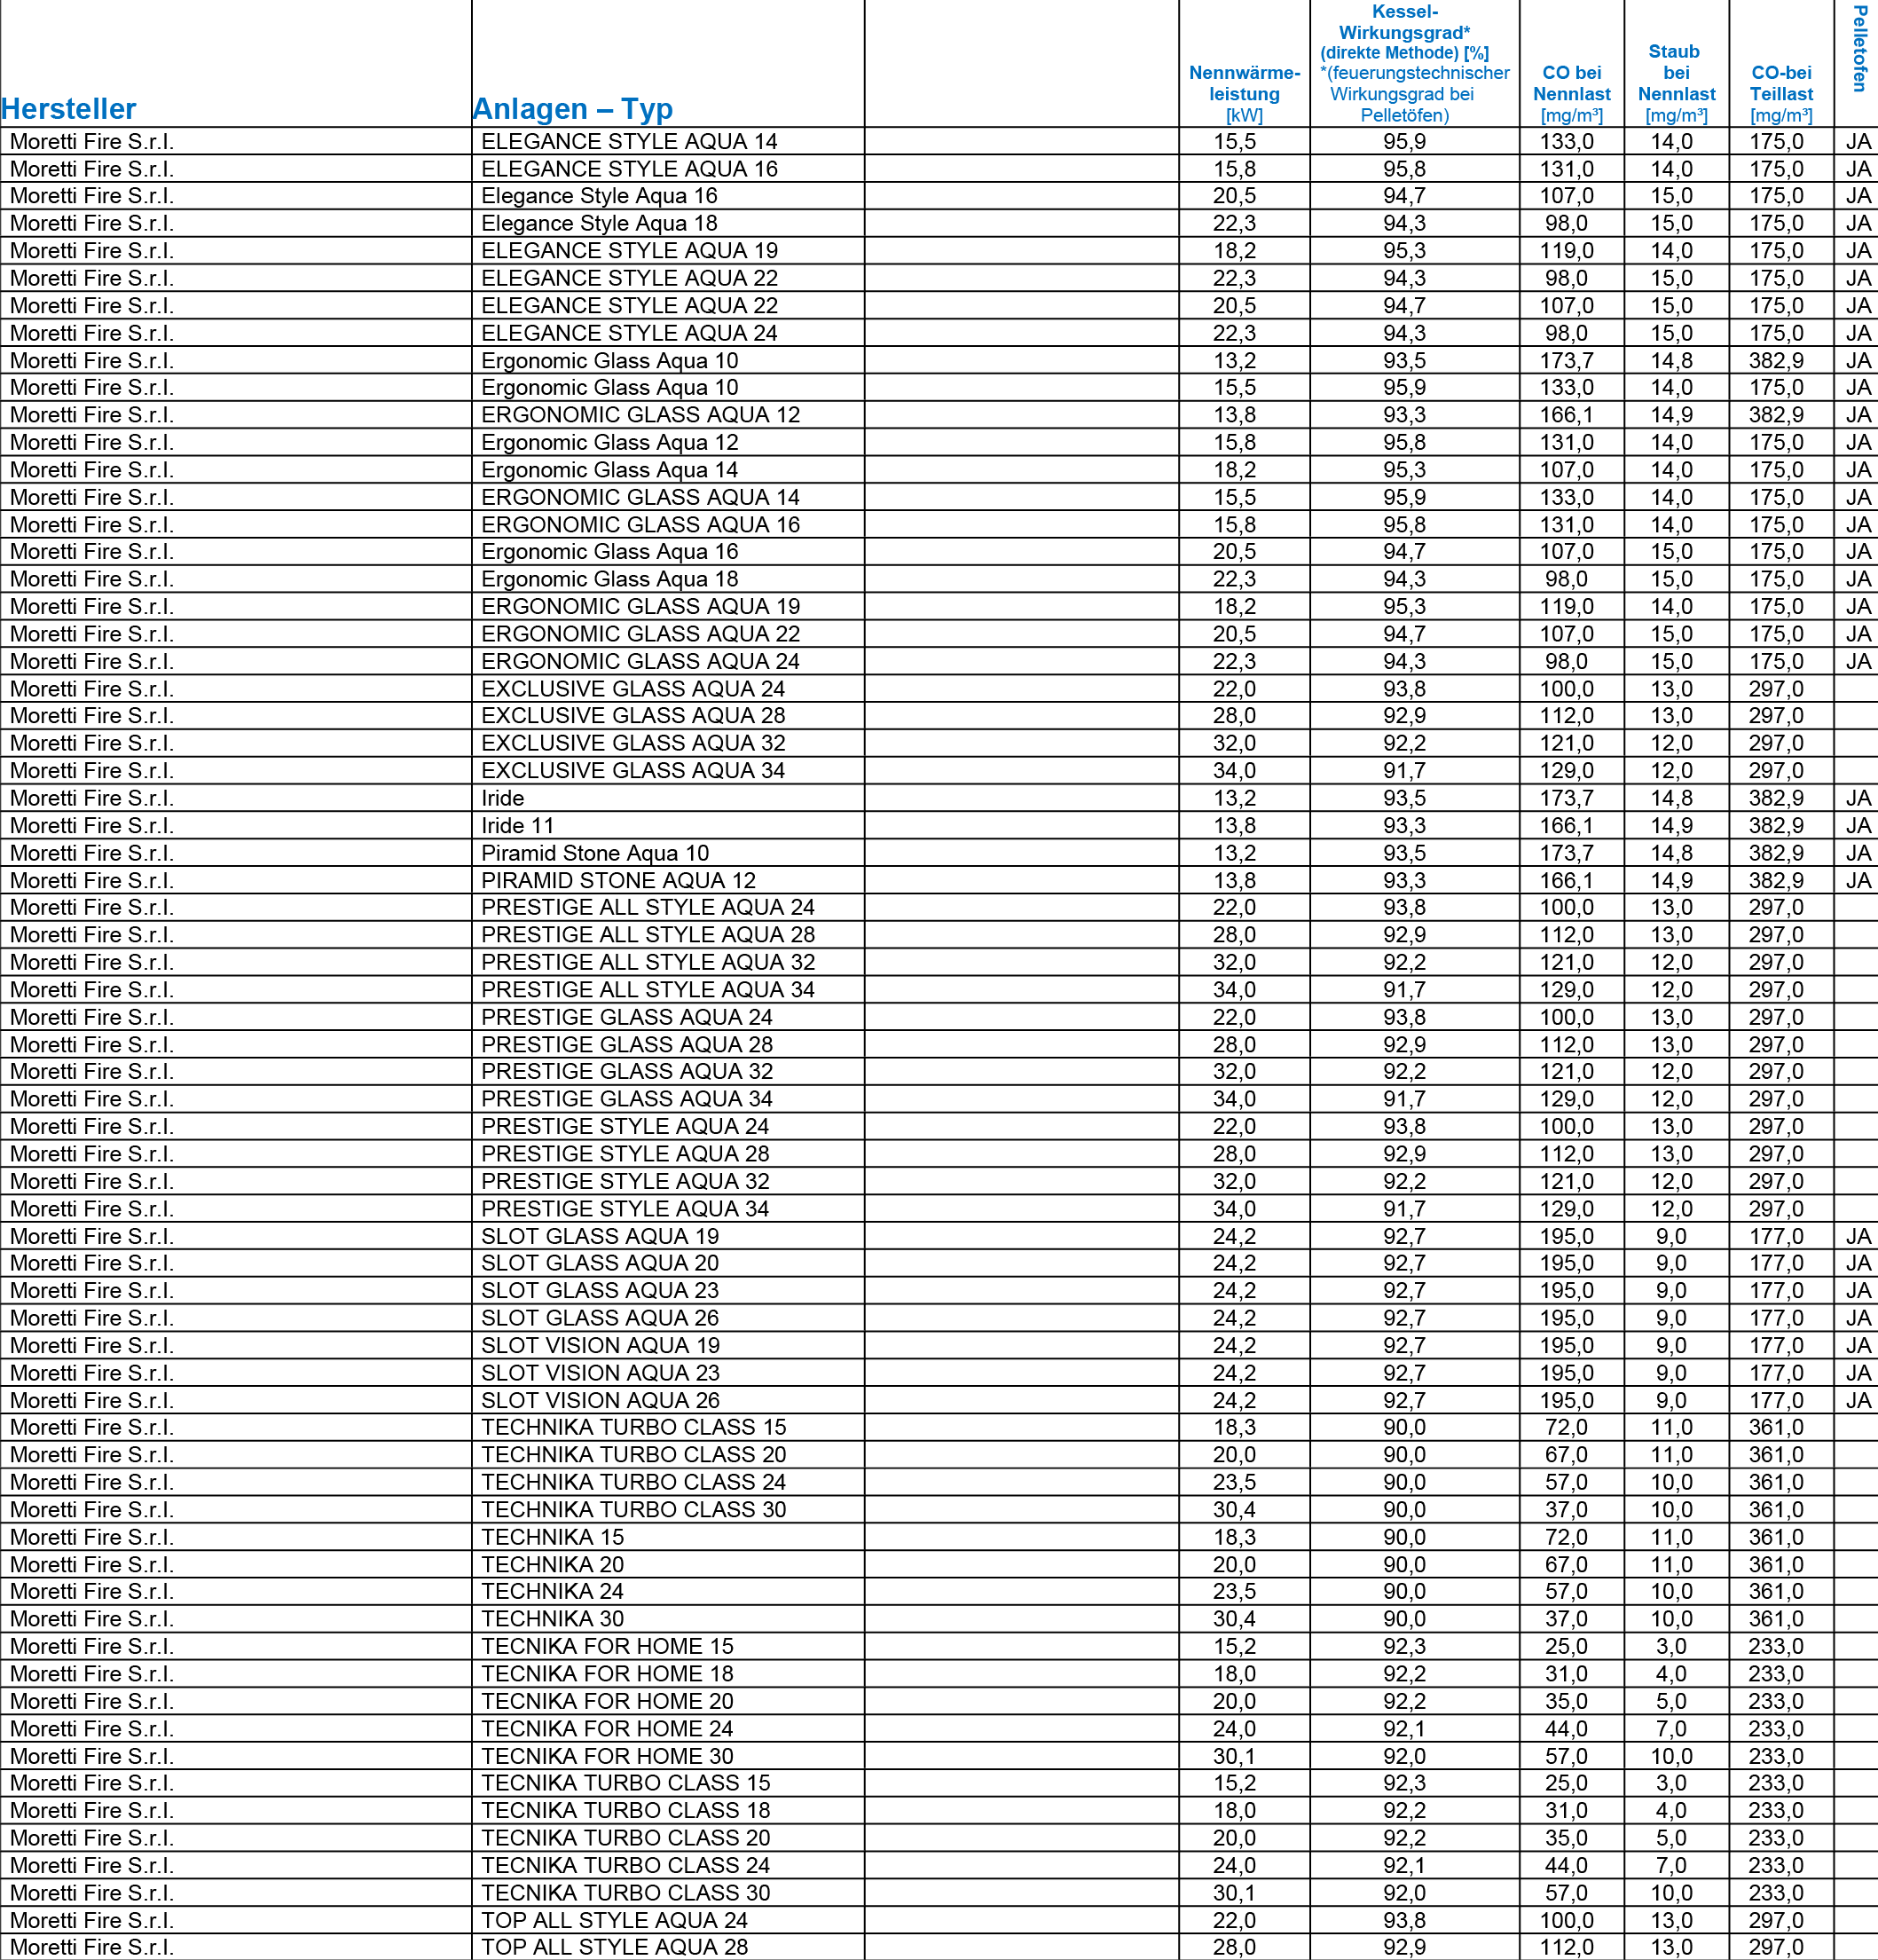 Hersteller Anlagen – Typ Nennwärme-leistung [kW] Kessel-Wirkungsgrad* (direkte Methode) [%] *(feuerungstechnischer Wirkungsgrad bei Pelletöfen) CO bei Nennlast [mg/m³] Staub bei Nennlast [mg/m³] CO-bei Teillast [mg/m³] Pelletofen
Moretti Fire S.r.l. ELEGANCE STYLE AQUA 14 15,5 95,9 133,0 14,0 175,0 JA
Moretti Fire S.r.l. ELEGANCE STYLE AQUA 16 15,8 95,8 131,0 14,0 175,0 JA
Moretti Fire S.r.l. Elegance Style Aqua 16 20,5 94,7 107,0 15,0 175,0 JA
Moretti Fire S.r.l. Elegance Style Aqua 18 22,3 94,3 98,0 15,0 175,0 JA
Moretti Fire S.r.l. ELEGANCE STYLE AQUA 19 18,2 95,3 119,0 14,0 175,0 JA
Moretti Fire S.r.l. ELEGANCE STYLE AQUA 22 22,3 94,3 98,0 15,0 175,0 JA
Moretti Fire S.r.l. ELEGANCE STYLE AQUA 22 20,5 94,7 107,0 15,0 175,0 JA
Moretti Fire S.r.l. ELEGANCE STYLE AQUA 24 22,3 94,3 98,0 15,0 175,0 JA
Moretti Fire S.r.l. Ergonomic Glass Aqua 10 13,2 93,5 173,7 14,8 382,9 JA
Moretti Fire S.r.l. Ergonomic Glass Aqua 10 15,5 95,9 133,0 14,0 175,0 JA
Moretti Fire S.r.l. ERGONOMIC GLASS AQUA 12 13,8 93,3 166,1 14,9 382,9 JA
Moretti Fire S.r.l. Ergonomic Glass Aqua 12 15,8 95,8 131,0 14,0 175,0 JA
Moretti Fire S.r.l. Ergonomic Glass Aqua 14 18,2 95,3 107,0 14,0 175,0 JA
Moretti Fire S.r.l. ERGONOMIC GLASS AQUA 14 15,5 95,9 133,0 14,0 175,0 JA
Moretti Fire S.r.l. ERGONOMIC GLASS AQUA 16 15,8 95,8 131,0 14,0 175,0 JA
Moretti Fire S.r.l. Ergonomic Glass Aqua 16 20,5 94,7 107,0 15,0 175,0 JA
Moretti Fire S.r.l. Ergonomic Glass Aqua 18 22,3 94,3 98,0 15,0 175,0 JA
Moretti Fire S.r.l. ERGONOMIC GLASS AQUA 19 18,2 95,3 119,0 14,0 175,0 JA
Moretti Fire S.r.l. ERGONOMIC GLASS AQUA 22 20,5 94,7 107,0 15,0 175,0 JA
Moretti Fire S.r.l. ERGONOMIC GLASS AQUA 24 22,3 94,3 98,0 15,0 175,0 JA
Moretti Fire S.r.l. EXCLUSIVE GLASS AQUA 24 22,0 93,8 100,0 13,0 297,0
Moretti Fire S.r.l. EXCLUSIVE GLASS AQUA 28 28,0 92,9 112,0 13,0 297,0
Moretti Fire S.r.l. EXCLUSIVE GLASS AQUA 32 32,0 92,2 121,0 12,0 297,0
Moretti Fire S.r.l. EXCLUSIVE GLASS AQUA 34 34,0 91,7 129,0 12,0 297,0
Moretti Fire S.r.l. Iride 13,2 93,5 173,7 14,8 382,9 JA
Moretti Fire S.r.l. Iride 11 13,8 93,3 166,1 14,9 382,9 JA
Moretti Fire S.r.l. Piramid Stone Aqua 10 13,2 93,5 173,7 14,8 382,9 JA
Moretti Fire S.r.l. PIRAMID STONE AQUA 12 13,8 93,3 166,1 14,9 382,9 JA
Moretti Fire S.r.l. PRESTIGE ALL STYLE AQUA 24 22,0 93,8 100,0 13,0 297,0
Moretti Fire S.r.l. PRESTIGE ALL STYLE AQUA 28 28,0 92,9 112,0 13,0 297,0
Moretti Fire S.r.l. PRESTIGE ALL STYLE AQUA 32 32,0 92,2 121,0 12,0 297,0
Moretti Fire S.r.l. PRESTIGE ALL STYLE AQUA 34 34,0 91,7 129,0 12,0 297,0
Moretti Fire S.r.l. PRESTIGE GLASS AQUA 24 22,0 93,8 100,0 13,0 297,0
Moretti Fire S.r.l. PRESTIGE GLASS AQUA 28 28,0 92,9 112,0 13,0 297,0
Moretti Fire S.r.l. PRESTIGE GLASS AQUA 32 32,0 92,2 121,0 12,0 297,0
Moretti Fire S.r.l. PRESTIGE GLASS AQUA 34 34,0 91,7 129,0 12,0 297,0
Moretti Fire S.r.l. PRESTIGE STYLE AQUA 24 22,0 93,8 100,0 13,0 297,0
Moretti Fire S.r.l. PRESTIGE STYLE AQUA 28 28,0 92,9 112,0 13,0 297,0
Moretti Fire S.r.l. PRESTIGE STYLE AQUA 32 32,0 92,2 121,0 12,0 297,0
Moretti Fire S.r.l. PRESTIGE STYLE AQUA 34 34,0 91,7 129,0 12,0 297,0
Moretti Fire S.r.l. SLOT GLASS AQUA 19 24,2 92,7 195,0 9,0 177,0 JA
Moretti Fire S.r.l. SLOT GLASS AQUA 20 24,2 92,7 195,0 9,0 177,0 JA
Moretti Fire S.r.l. SLOT GLASS AQUA 23 24,2 92,7 195,0 9,0 177,0 JA
Moretti Fire S.r.l. SLOT GLASS AQUA 26 24,2 92,7 195,0 9,0 177,0 JA
Moretti Fire S.r.l. SLOT VISION AQUA 19 24,2 92,7 195,0 9,0 177,0 JA
Moretti Fire S.r.l. SLOT VISION AQUA 23 24,2 92,7 195,0 9,0 177,0 JA
Moretti Fire S.r.l. SLOT VISION AQUA 26 24,2 92,7 195,0 9,0 177,0 JA
Moretti Fire S.r.l. TECHNIKA TURBO CLASS 15 18,3 90,0 72,0 11,0 361,0
Moretti Fire S.r.l. TECHNIKA TURBO CLASS 20 20,0 90,0 67,0 11,0 361,0
Moretti Fire S.r.l. TECHNIKA TURBO CLASS 24 23,5 90,0 57,0 10,0 361,0
Moretti Fire S.r.l. TECHNIKA TURBO CLASS 30 30,4 90,0 37,0 10,0 361,0
Moretti Fire S.r.l. TECHNIKA 15 18,3 90,0 72,0 11,0 361,0
Moretti Fire S.r.l. TECHNIKA 20 20,0 90,0 67,0 11,0 361,0
Moretti Fire S.r.l. TECHNIKA 24 23,5 90,0 57,0 10,0 361,0
Moretti Fire S.r.l. TECHNIKA 30 30,4 90,0 37,0 10,0 361,0
Moretti Fire S.r.l. TECNIKA FOR HOME 15 15,2 92,3 25,0 3,0 233,0
Moretti Fire S.r.l. TECNIKA FOR HOME 18 18,0 92,2 31,0 4,0 233,0
Moretti Fire S.r.l. TECNIKA FOR HOME 20 20,0 92,2 35,0 5,0 233,0
Moretti Fire S.r.l. TECNIKA FOR HOME 24 24,0 92,1 44,0 7,0 233,0
Moretti Fire S.r.l. TECNIKA FOR HOME 30 30,1 92,0 57,0 10,0 233,0
Moretti Fire S.r.l. TECNIKA TURBO CLASS 15 15,2 92,3 25,0 3,0 233,0
Moretti Fire S.r.l. TECNIKA TURBO CLASS 18 18,0 92,2 31,0 4,0 233,0
Moretti Fire S.r.l. TECNIKA TURBO CLASS 20 20,0 92,2 35,0 5,0 233,0
Moretti Fire S.r.l. TECNIKA TURBO CLASS 24 24,0 92,1 44,0 7,0 233,0
Moretti Fire S.r.l. TECNIKA TURBO CLASS 30 30,1 92,0 57,0 10,0 233,0
Moretti Fire S.r.l. TOP ALL STYLE AQUA 24 22,0 93,8 100,0 13,0 297,0
Moretti Fire S.r.l. TOP ALL STYLE AQUA 28 28,0 92,9 112,0 13,0 297,0